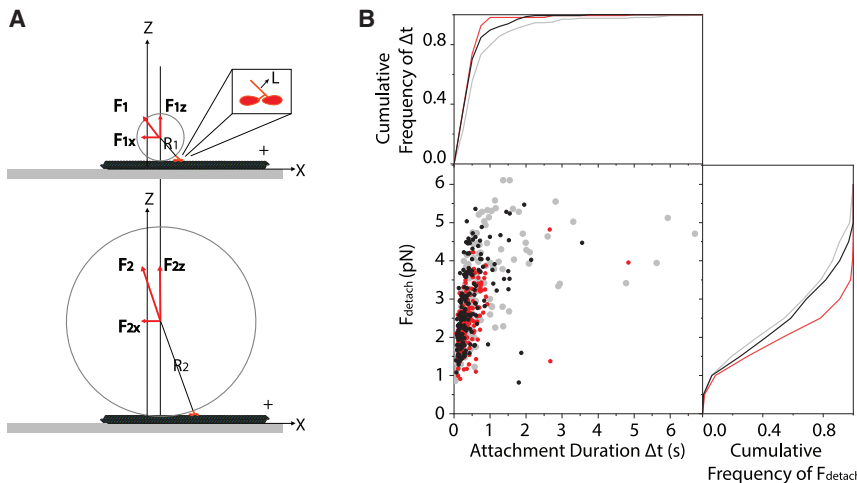 A
Z
F1
F1z
F1x
R1
L
+
X
Z
F2
F2z
F2x
R2
+
X
B
Cumulative
Frequency of Δt
0.8
0.4
0.0
Fdetach (pN)
6
5
4
3
2
1
0
0 1 2 3 4 5 6
Attachment Duration Δt (s)
0.0 0.4 0.8
Cumulative
Frequency of Fdetach